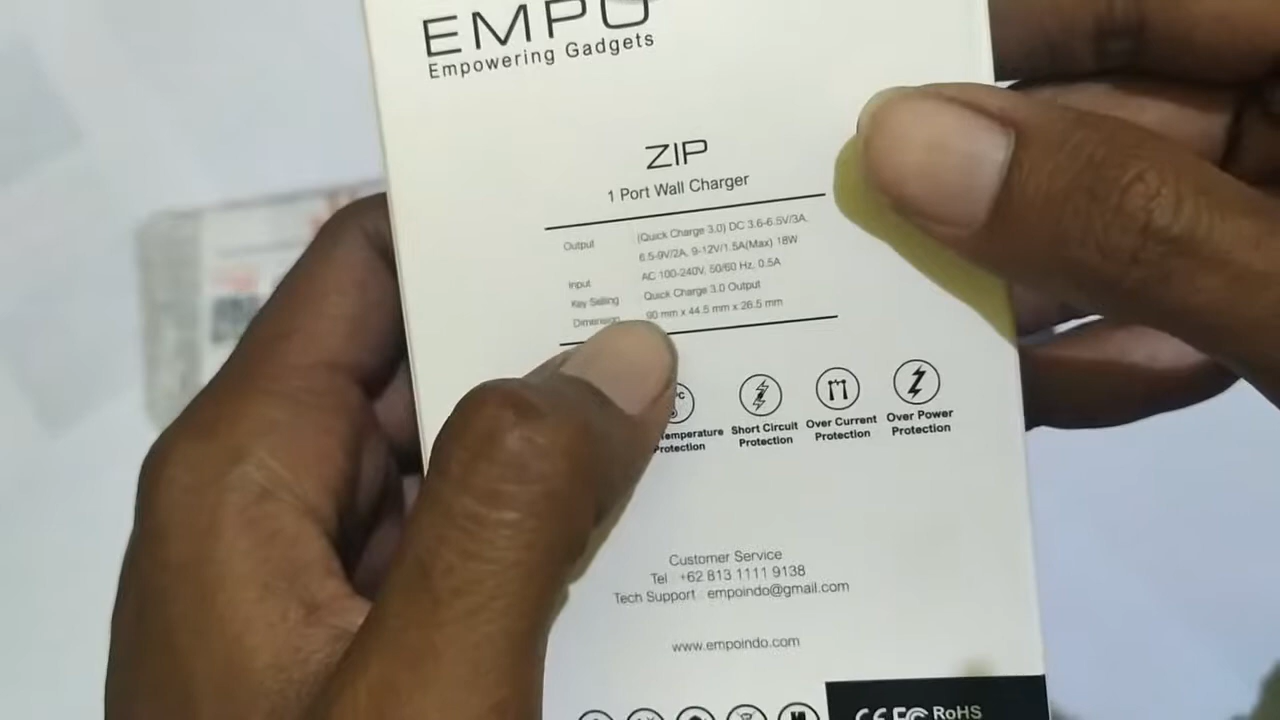 EMPO
Empowering Gadgets
ZIP
1 Port Wall Charger
Output (Quick Charge 3.0) DC 3.6-6.5V/3A,
6.5-9V/2A, 9-12V/1.5A(Max) 18W
Input AC 100-240V, 50/60 Hz, 0.5A
Key Selling Quick Charge 3.0 Output
Dimension 90 mm x 44.5 mm x 26.5 mm
Temperature Protection
Short Circuit Protection
Over Current Protection
Over Power Protection
Customer Service
Tel +62 813 1111 9138
Tech Support empoindo@gmail.com
www.empoindo.com
CE FC RoHS